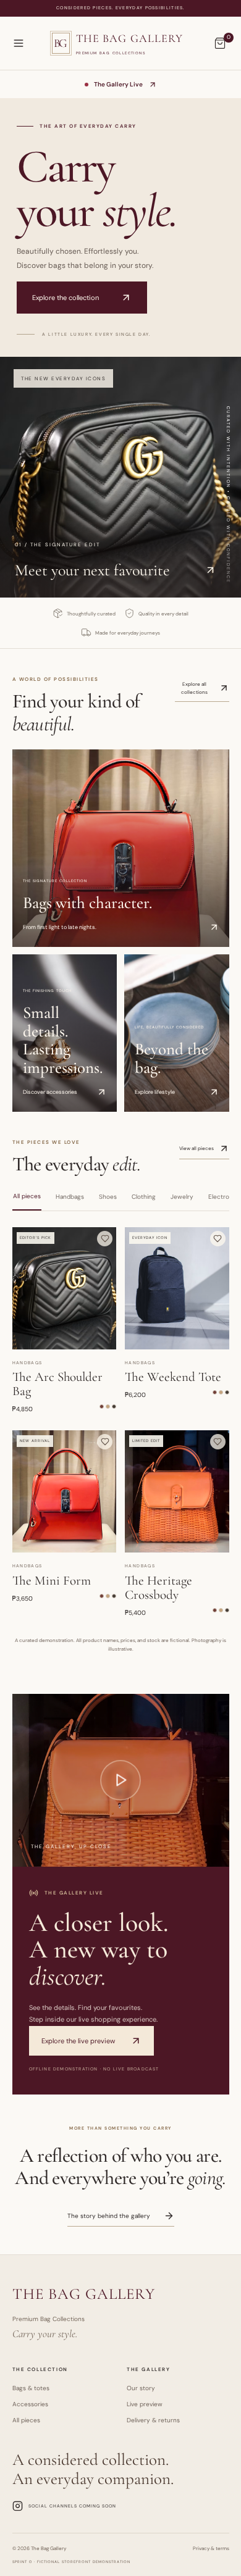 CONSIDERED PIECES. EVERYDAY POSSIBILITIES.
BG
THE BAG GALLERY
PREMIUM BAG COLLECTIONS
0
The Gallery Live
THE ART OF EVERYDAY CARRY
Carry
your style.
Beautifully chosen. Effortlessly you.
Discover bags that belong in your story.
Explore the collection
A LITTLE LUXURY. EVERY SINGLE DAY.
THE NEW EVERYDAY ICONS
CURATED WITH INTENTION
01 / THE SIGNATURE EDIT
Meet your next favourite
Thoughtfully curated
Quality in every detail
Made for everyday journeys
A WORLD OF POSSIBILITIES
Find your kind of
beautiful.
Explore all
collections
THE SIGNATURE COLLECTION
Bags with character.
From first light to late nights.
THE FINISHING
Small
details.
Lasting
impressions.
Discover accessories
LIFE, BEAUTIFULLY CONSIDERED
Beyond the
bag.
Explore lifestyle
THE PIECES WE LOVE
The everyday edit.
View all pieces
All pieces
Handbags
Shoes
Clothing
Jewelry
Electro
EDITOR'S PICK
HANDBAGS
The Arc Shoulder
Bag
₱4,850
EVERYDAY ICON
HANDBAGS
The Weekend Tote
₱6,200
NEW ARRIVAL
HANDBAGS
The Mini Form
₱3,650
LIMITED EDIT
HANDBAGS
The Heritage
Crossbody
₱5,400
A curated demonstration. All product names, prices, and stock are fictional. Photography is
illustrative.
THE GALLERY, UP CLOSE
THE GALLERY LIVE
A closer look.
A new way to
discover.
See the details. Find your favourites.
Step inside our live shopping experience.
Explore the live preview
OFFLINE DEMONSTRATION · NO LIVE BROADCAST
MORE THAN SOMETHING YOU CARRY
A reflection of who you are.
And everywhere you're going.
The story behind the gallery
THE BAG GALLERY
Premium Bag Collections
Carry your style.
THE COLLECTION
Bags & totes
Accessories
All pieces
THE GALLERY
Our story
Live preview
Delivery & returns
A considered collection.
An everyday companion.
SOCIAL CHANNELS COMING SOON
© 2026 The Bag Gallery
Privacy & terms
SPRINT 0 · FICTIONAL STOREFRONT DEMONSTRATION